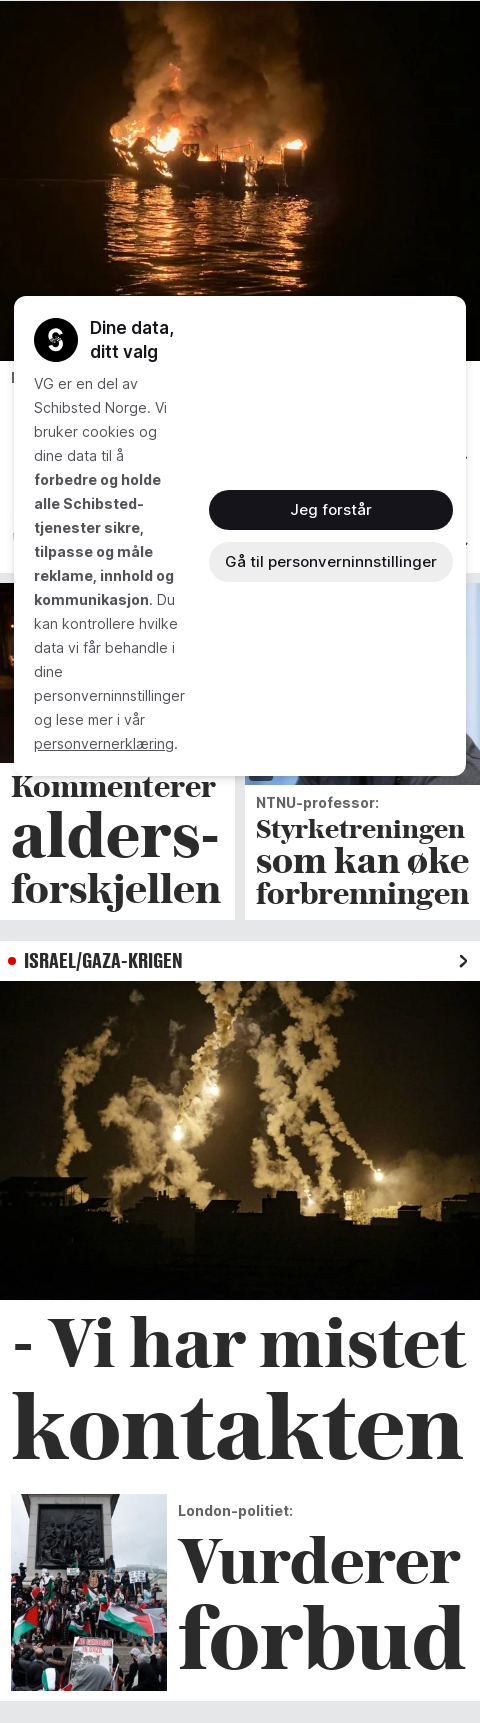 Dine data,
ditt valg
VG er en del av
Schibsted Norge. Vi
bruker cookies og
dine data til å
forbedre og holde
alle Schibsted-
tjenester sikre,
tilpasse og måle
reklame, innhold og
kommunikasjon. Du
kan kontrollere hvilke
data vi får behandle i
dine
personverninnstillinger
og lese mer i vår
personvernerklæring.
Jeg forstår
Gå til personverninnstillinger
Kommenterer
alders-
forskjellen
NTNU-professor:
Styrketreningen
som kan øke
forbrenningen
ISRAEL/GAZA-KRIGEN
- Vi har mistet
kontakten
London-politiet:
Vurderer
forbud